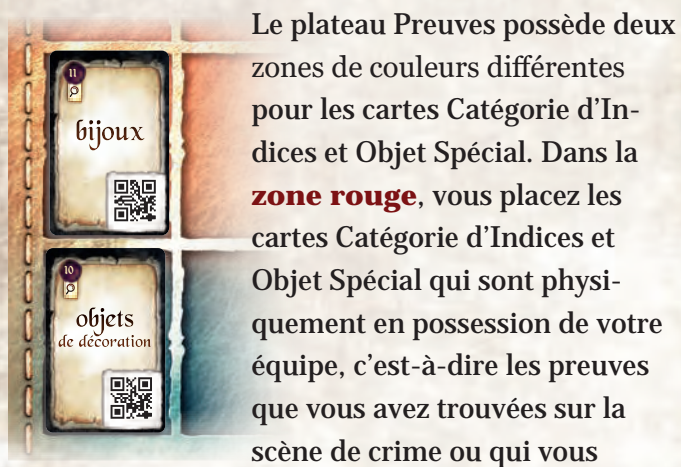 11
bijoux
10
objets
de décoration
Le plateau Preuves possède deux
zones de couleurs différentes
pour les cartes Catégorie d'In-
dices et Objet Spécial. Dans la
zone rouge, vous placez les
cartes Catégorie d'Indices et
Objet Spécial qui sont physi-
quement en possession de votre
équipe, c'est-à-dire les preuves
que vous avez trouvées sur la
scène de crime ou qui vous